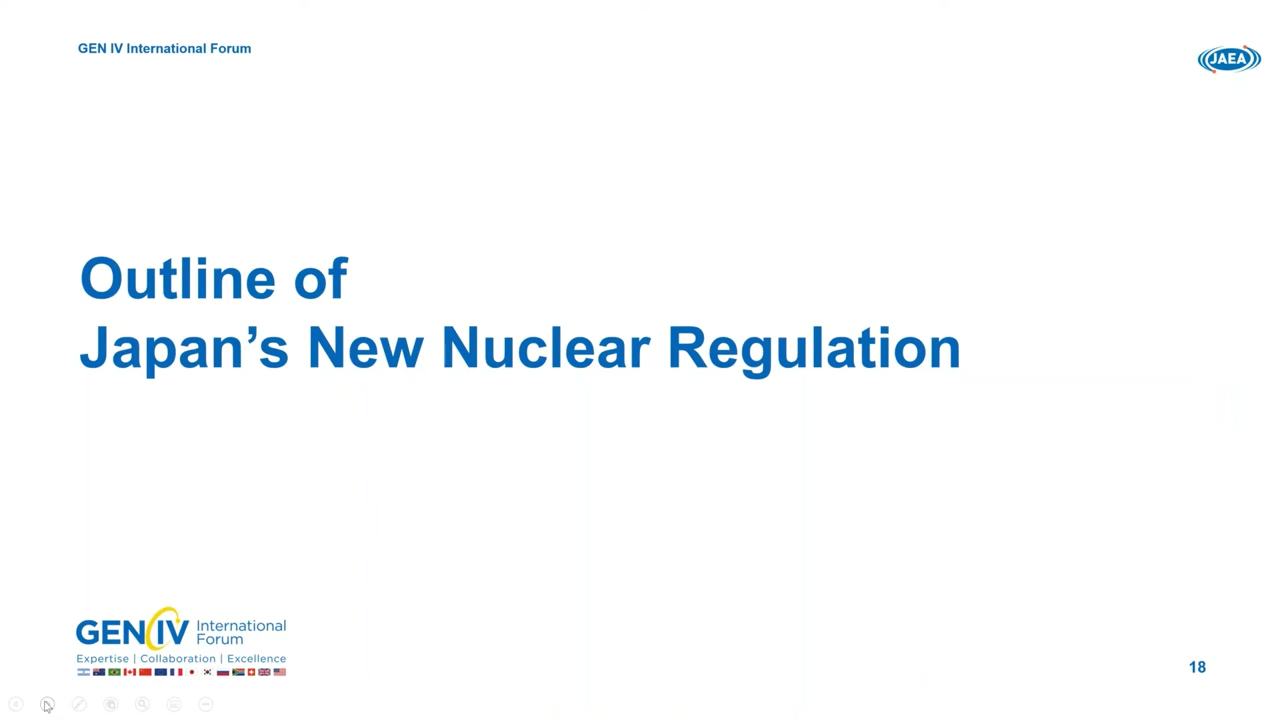 GEN IV International Forum
JAEA
Outline of
Japan’s New Nuclear Regulation
GEN IV International
Forum
Expertise | Collaboration | Excellence
18